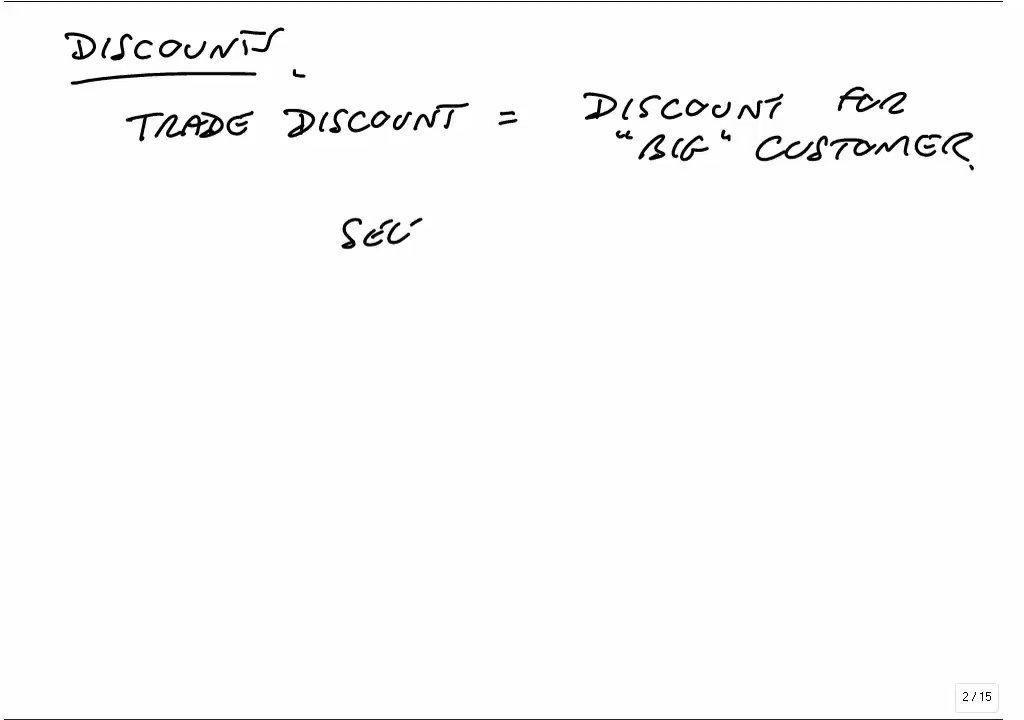 DISCOUNTS.
TRADE DISCOUNT = DISCOUNT FOR
"BIG" CUSTOMER.
2 / 15